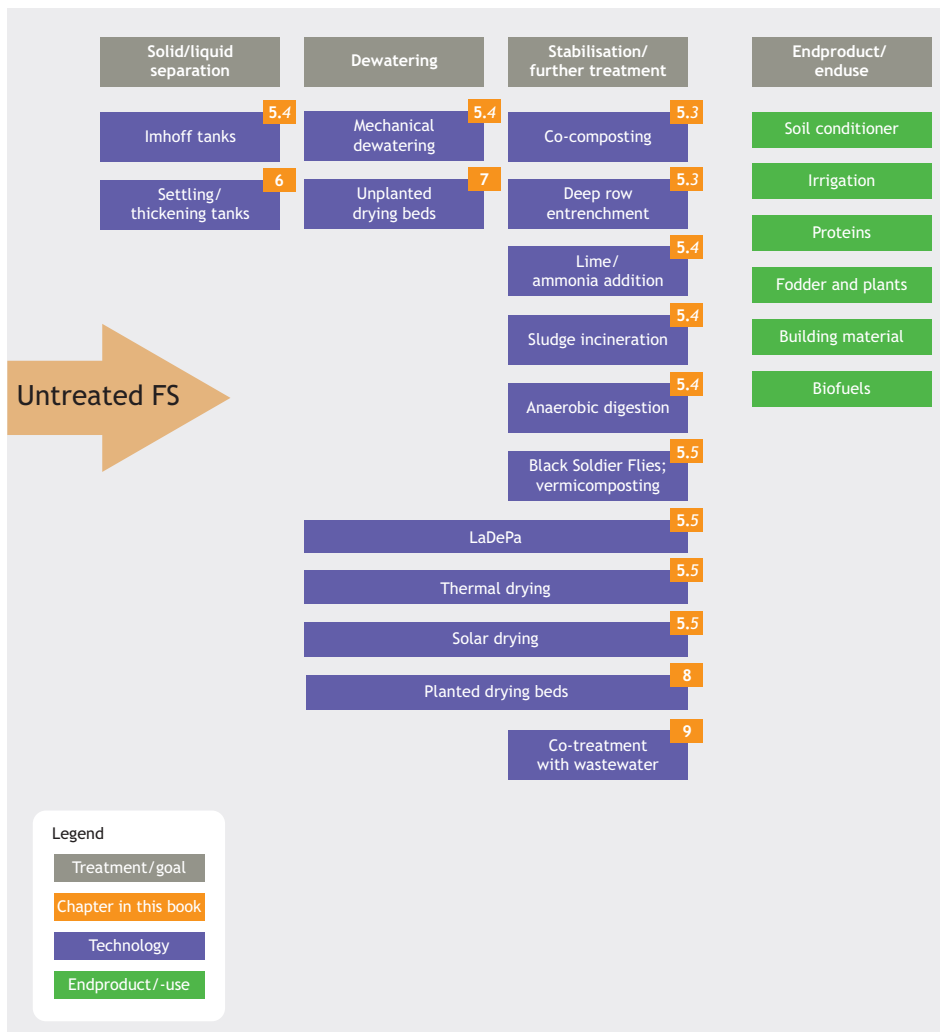 Solid/liquid
separation
Dewatering
Stabilisation/
further treatment
Endproduct/
enduse
5.4
Imhoff tanks
5.4
Mechanical
dewatering
5.3
Co-composting
Soil conditioner
6
Settling/
thickening tanks
7
Unplanted
drying beds
5.3
Deep row
entrenchment
Irrigation
Proteins
5.4
Lime/
ammonia addition
Fodder and plants
5.4
Sludge incineration
Building material
Untreated FS
5.4
Anaerobic digestion
Biofuels
5.5
Black Soldier Flies;
vermicomposting
5.5
LaDePa
5.5
Thermal drying
5.5
Solar drying
8
Planted drying beds
9
Co-treatment
with wastewater
Legend
Treatment/goal
Chapter in this book
Technology
Endproduct/-use